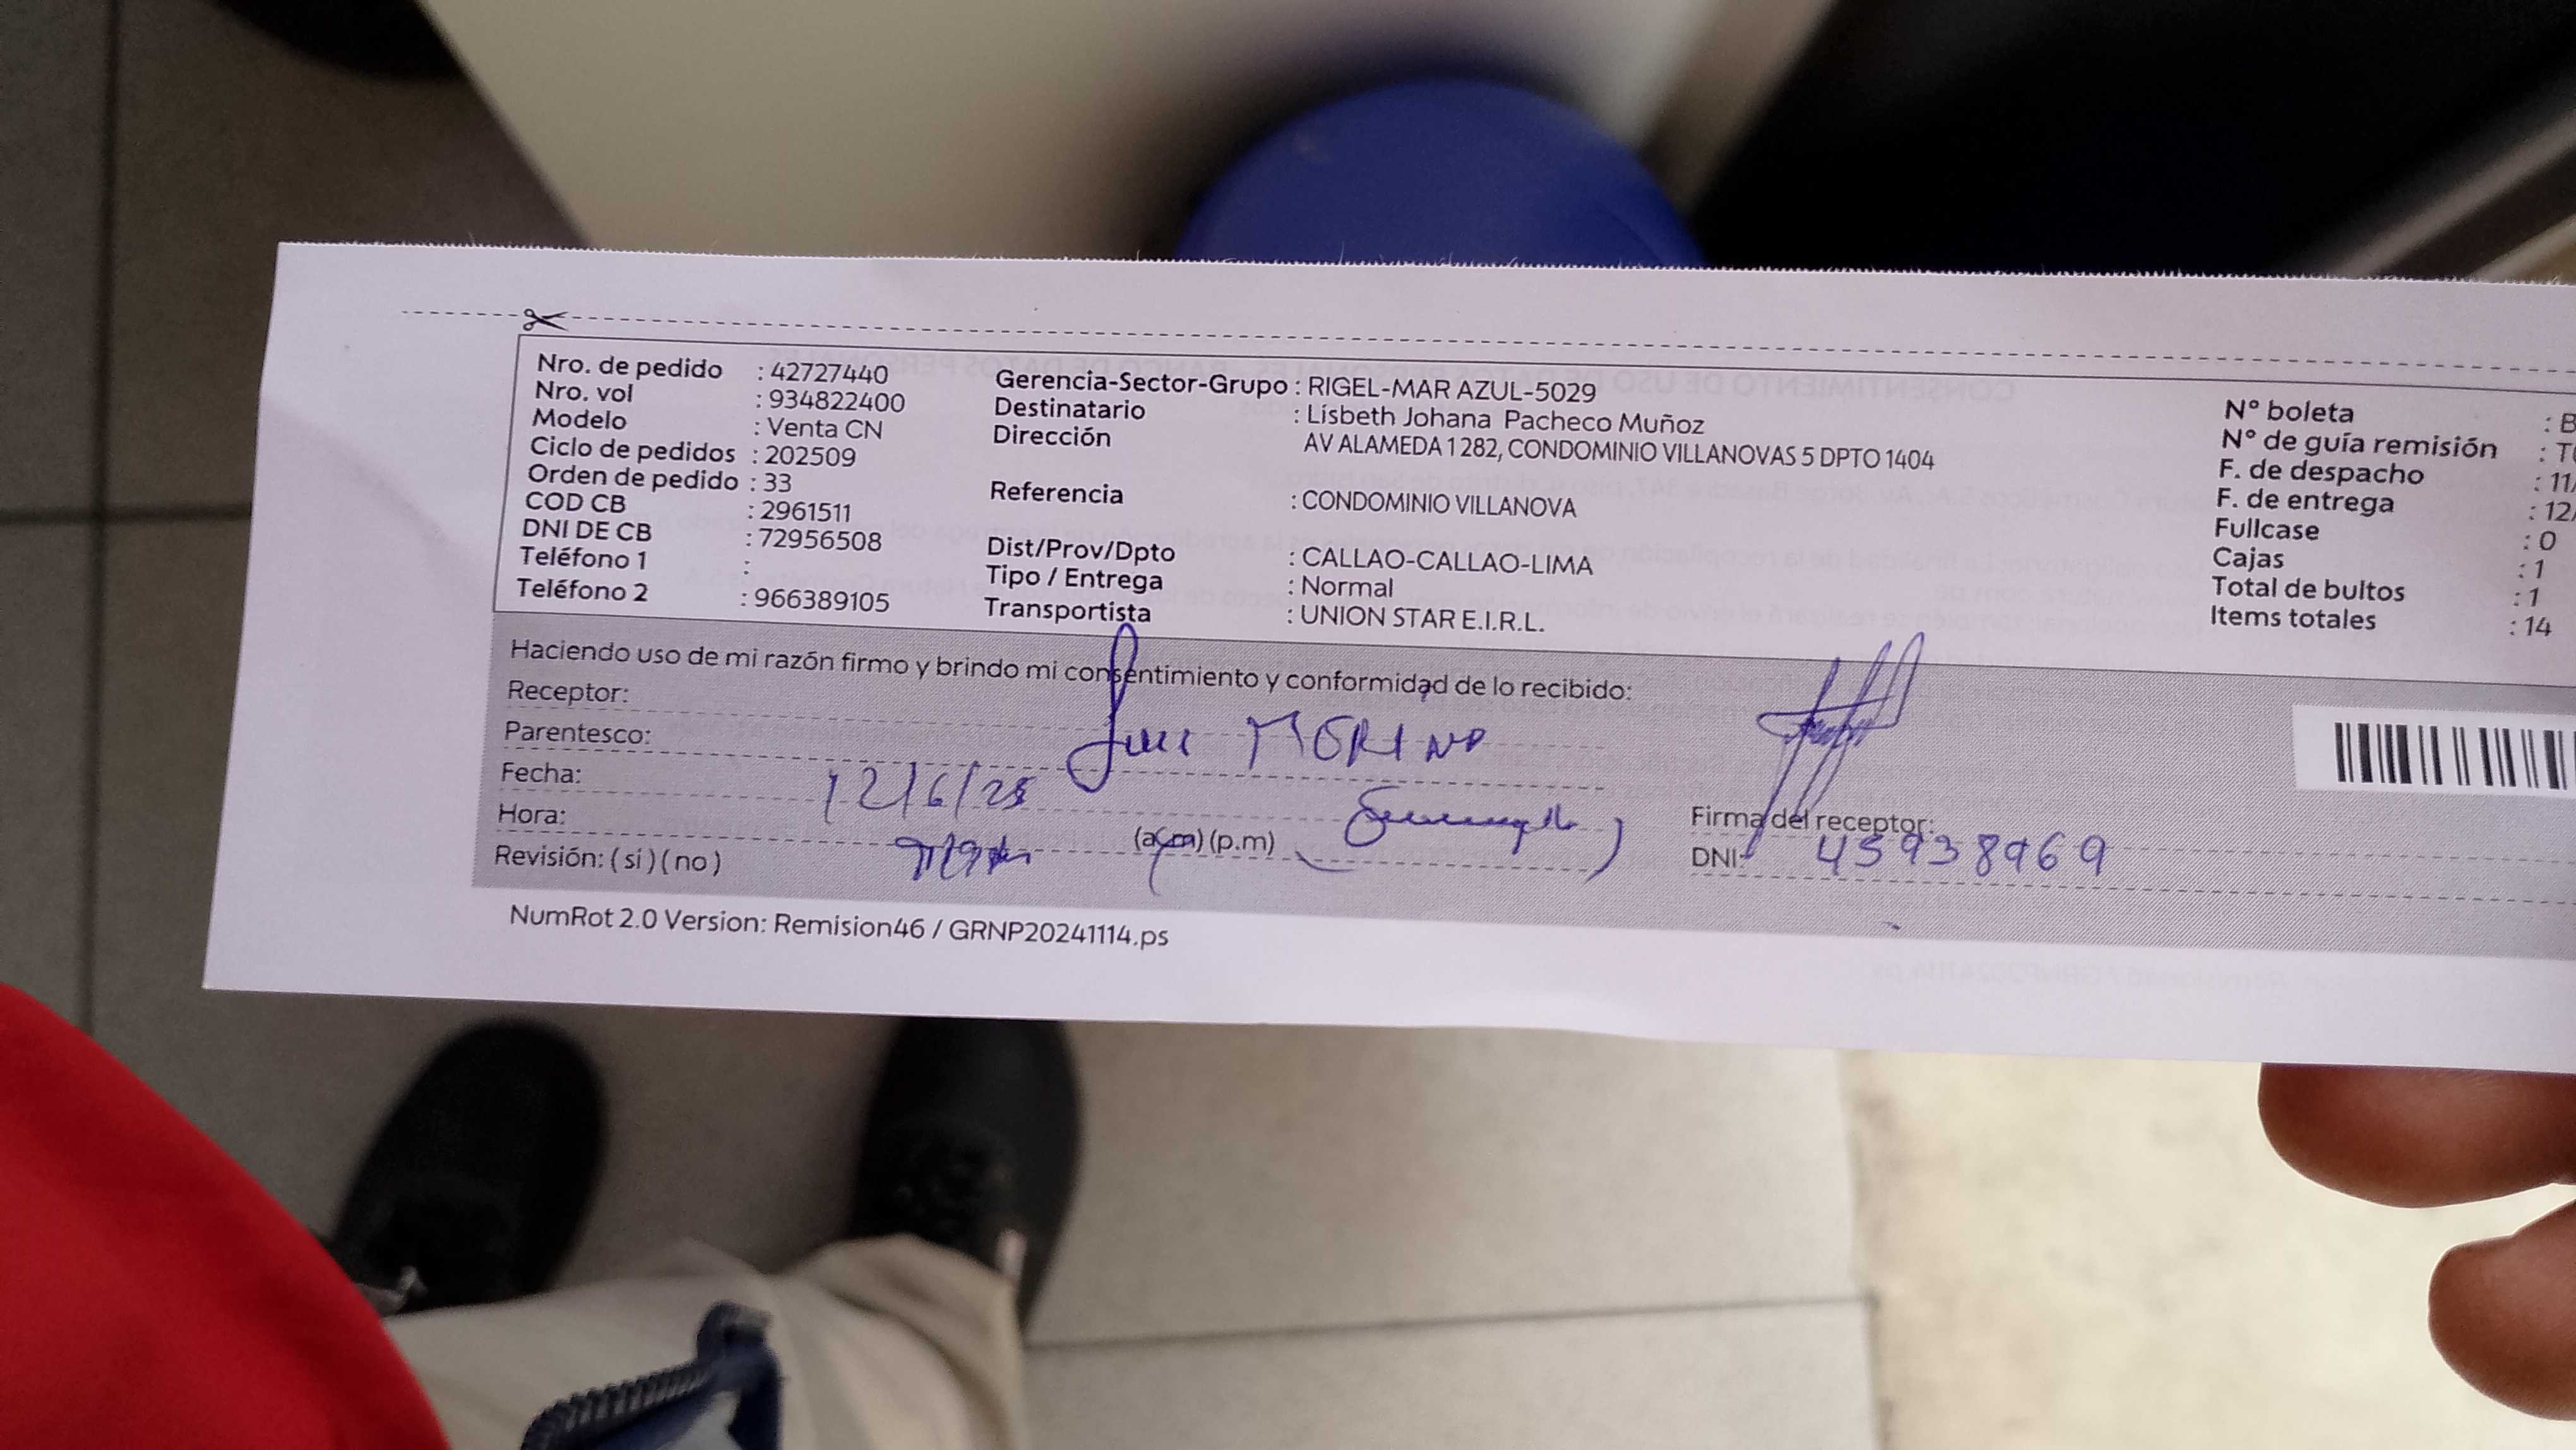 Nro. de pedido : 42727440
Nro. vol : 934822400
Modelo : Venta CN
Ciclo de pedidos : 202509
Orden de pedido : 33
COD CB : 2961511
DNI DE CB : 72956508
Teléfono 1 :
Teléfono 2 : 966389105
Gerencia-Sector-Grupo : RIGEL-MAR AZUL-5029
Destinatario : Lisbeth Johana Pacheco Muñoz
Dirección AV ALAMEDA 1 282, CONDOMINIO VILLANOVAS 5 DPTO 1404
Referencia : CONDOMINIO VILLANOVA
Dist/Prov/Dpto : CALLAO-CALLAO-LIMA
Tipo / Entrega : Normal
Transportista : UNION STAR E.I.R.L.
N° boleta : B
N° de guía remisión : T
F. de despacho : 11/
F. de entrega : 12/
Fullcase : 0
Cajas : 1
Total de bultos : 1
Items totales : 14
Haciendo uso de mi razón firmo y brindo mi consentimiento y conformidad de lo recibido:
Receptor:
Parentesco: MERINO
Fecha: 12/6/25
Hora: (a.m) (p.m)
Revisión: ( si ) ( no )
Firma del receptor:
DNI: 45938969
NumRot 2.0 Version: Remision46 / GRNP20241114.ps